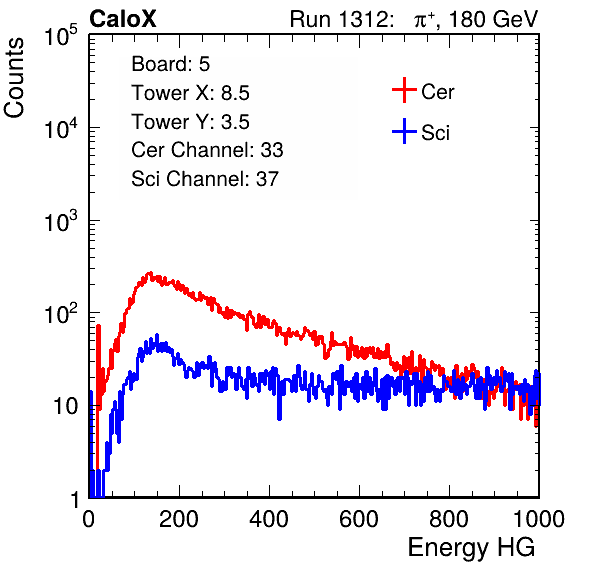 CaloX Run 1312: π⁺, 180 GeV
Counts
Board: 5
Tower X: 8.5
Tower Y: 3.5
Cer Channel: 33
Sci Channel: 37
Cer
Sci
10⁵
10⁴
10³
10²
10
1
0 200 400 600 800 1000
Energy HG